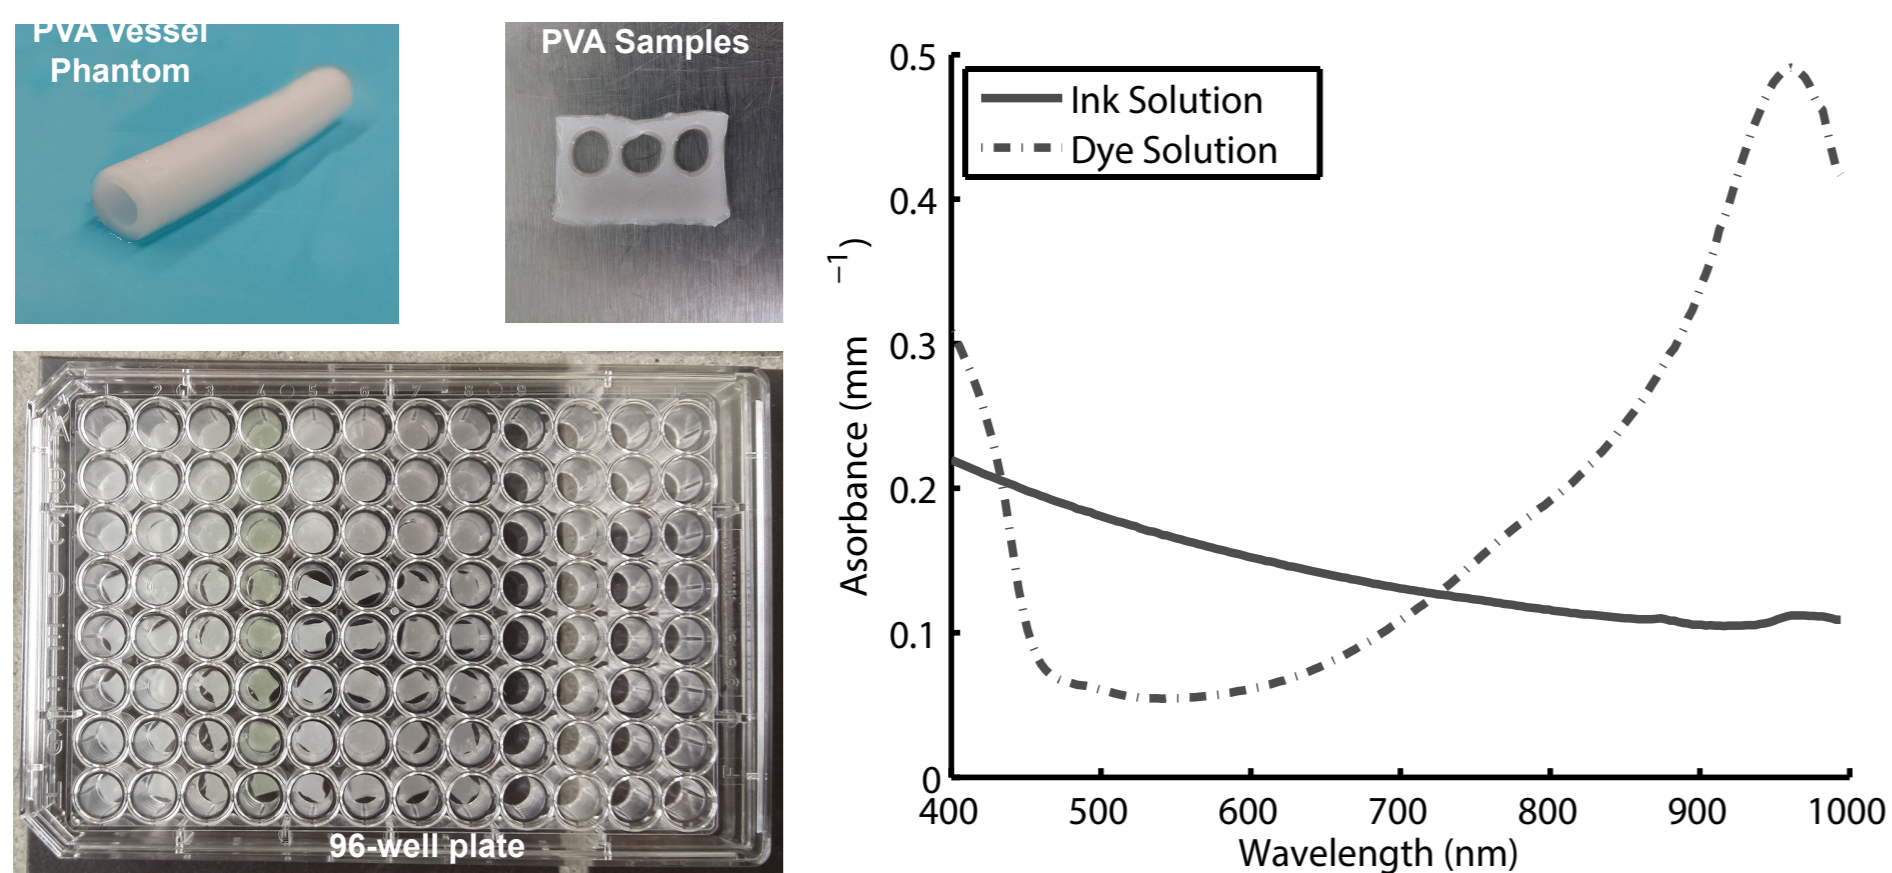 PVA Vessel
Phantom
PVA Samples
96-well plate
Ink Solution
Dye Solution
0.5
0.4
0.3
0.2
0.1
0
Asorbance (mm⁻¹)
400 500 600 700 800 900 1000
Wavelength (nm)